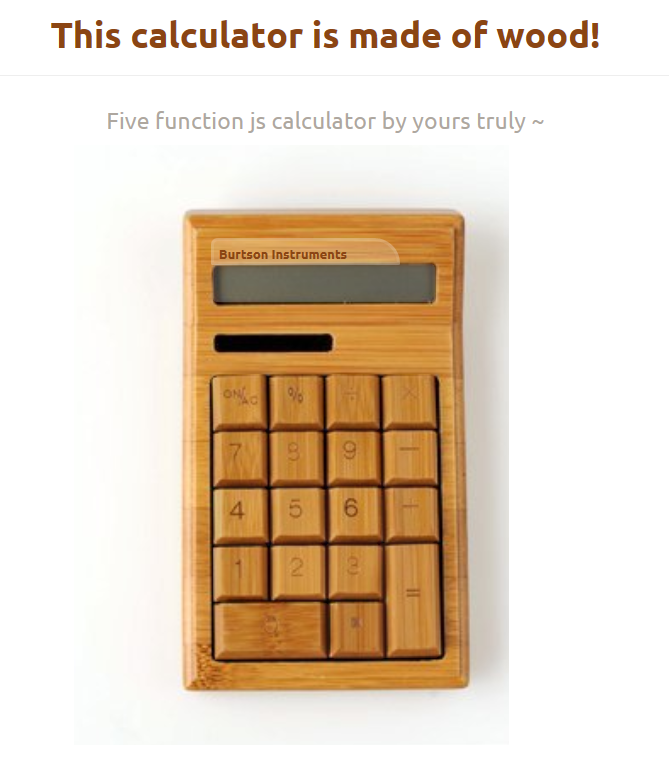 This calculator is made of wood!
Five function js calculator by yours truly ~
Burtson Instruments
ON/AC % ÷ ×
7 8 9 −
4 5 6 +
1 2 3
=